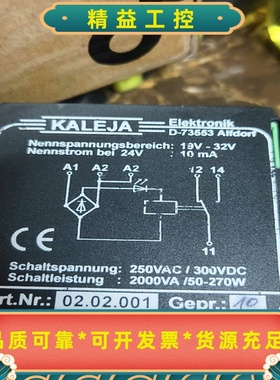 精益工控
KALEJA
Elektronik
D-73553 Alfdorf
Nennspannungsbereich: 19V - 32V
Nennstrom bei 24V : 10 mA
A1 A2 A2 12 14
11
CE
Schaltspannung: 250VAC / 300VDC
Schaltleistung : 2000VA /50-270W
rt.Nr.: 02.02.001 Gepr.: 10
品质可靠*可开发票*货源充足